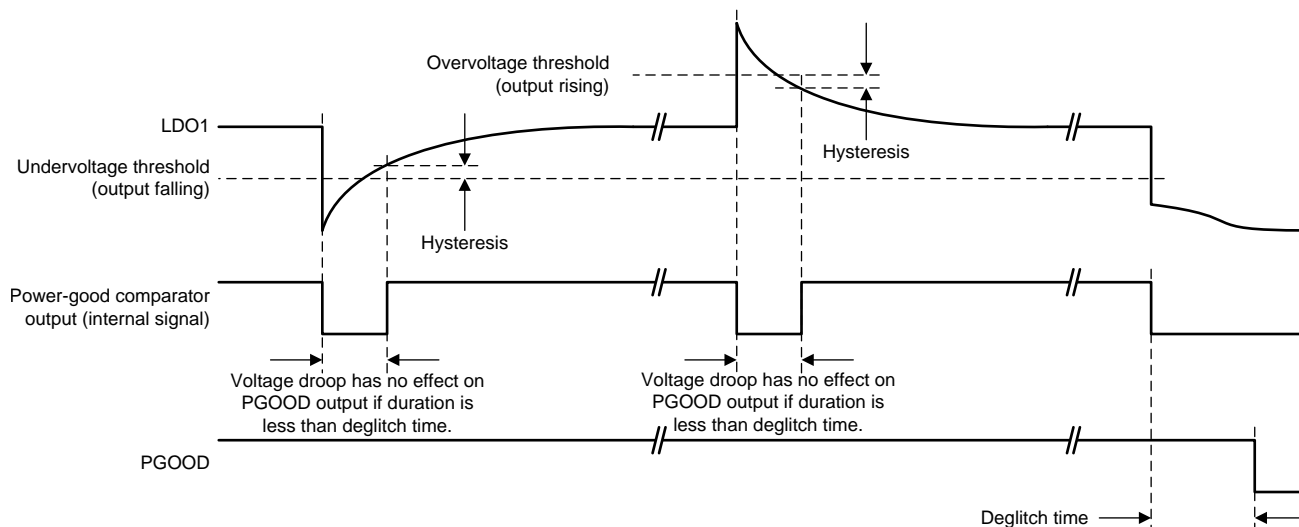 Overvoltage threshold
(output rising)
LDO1
Hysteresis
Undervoltage threshold
(output falling)
Hysteresis
Power-good comparator
output (internal signal)
Voltage droop has no effect on
PGOOD output if duration is
less than deglitch time.
Voltage droop has no effect on
PGOOD output if duration is
less than deglitch time.
PGOOD
Deglitch time